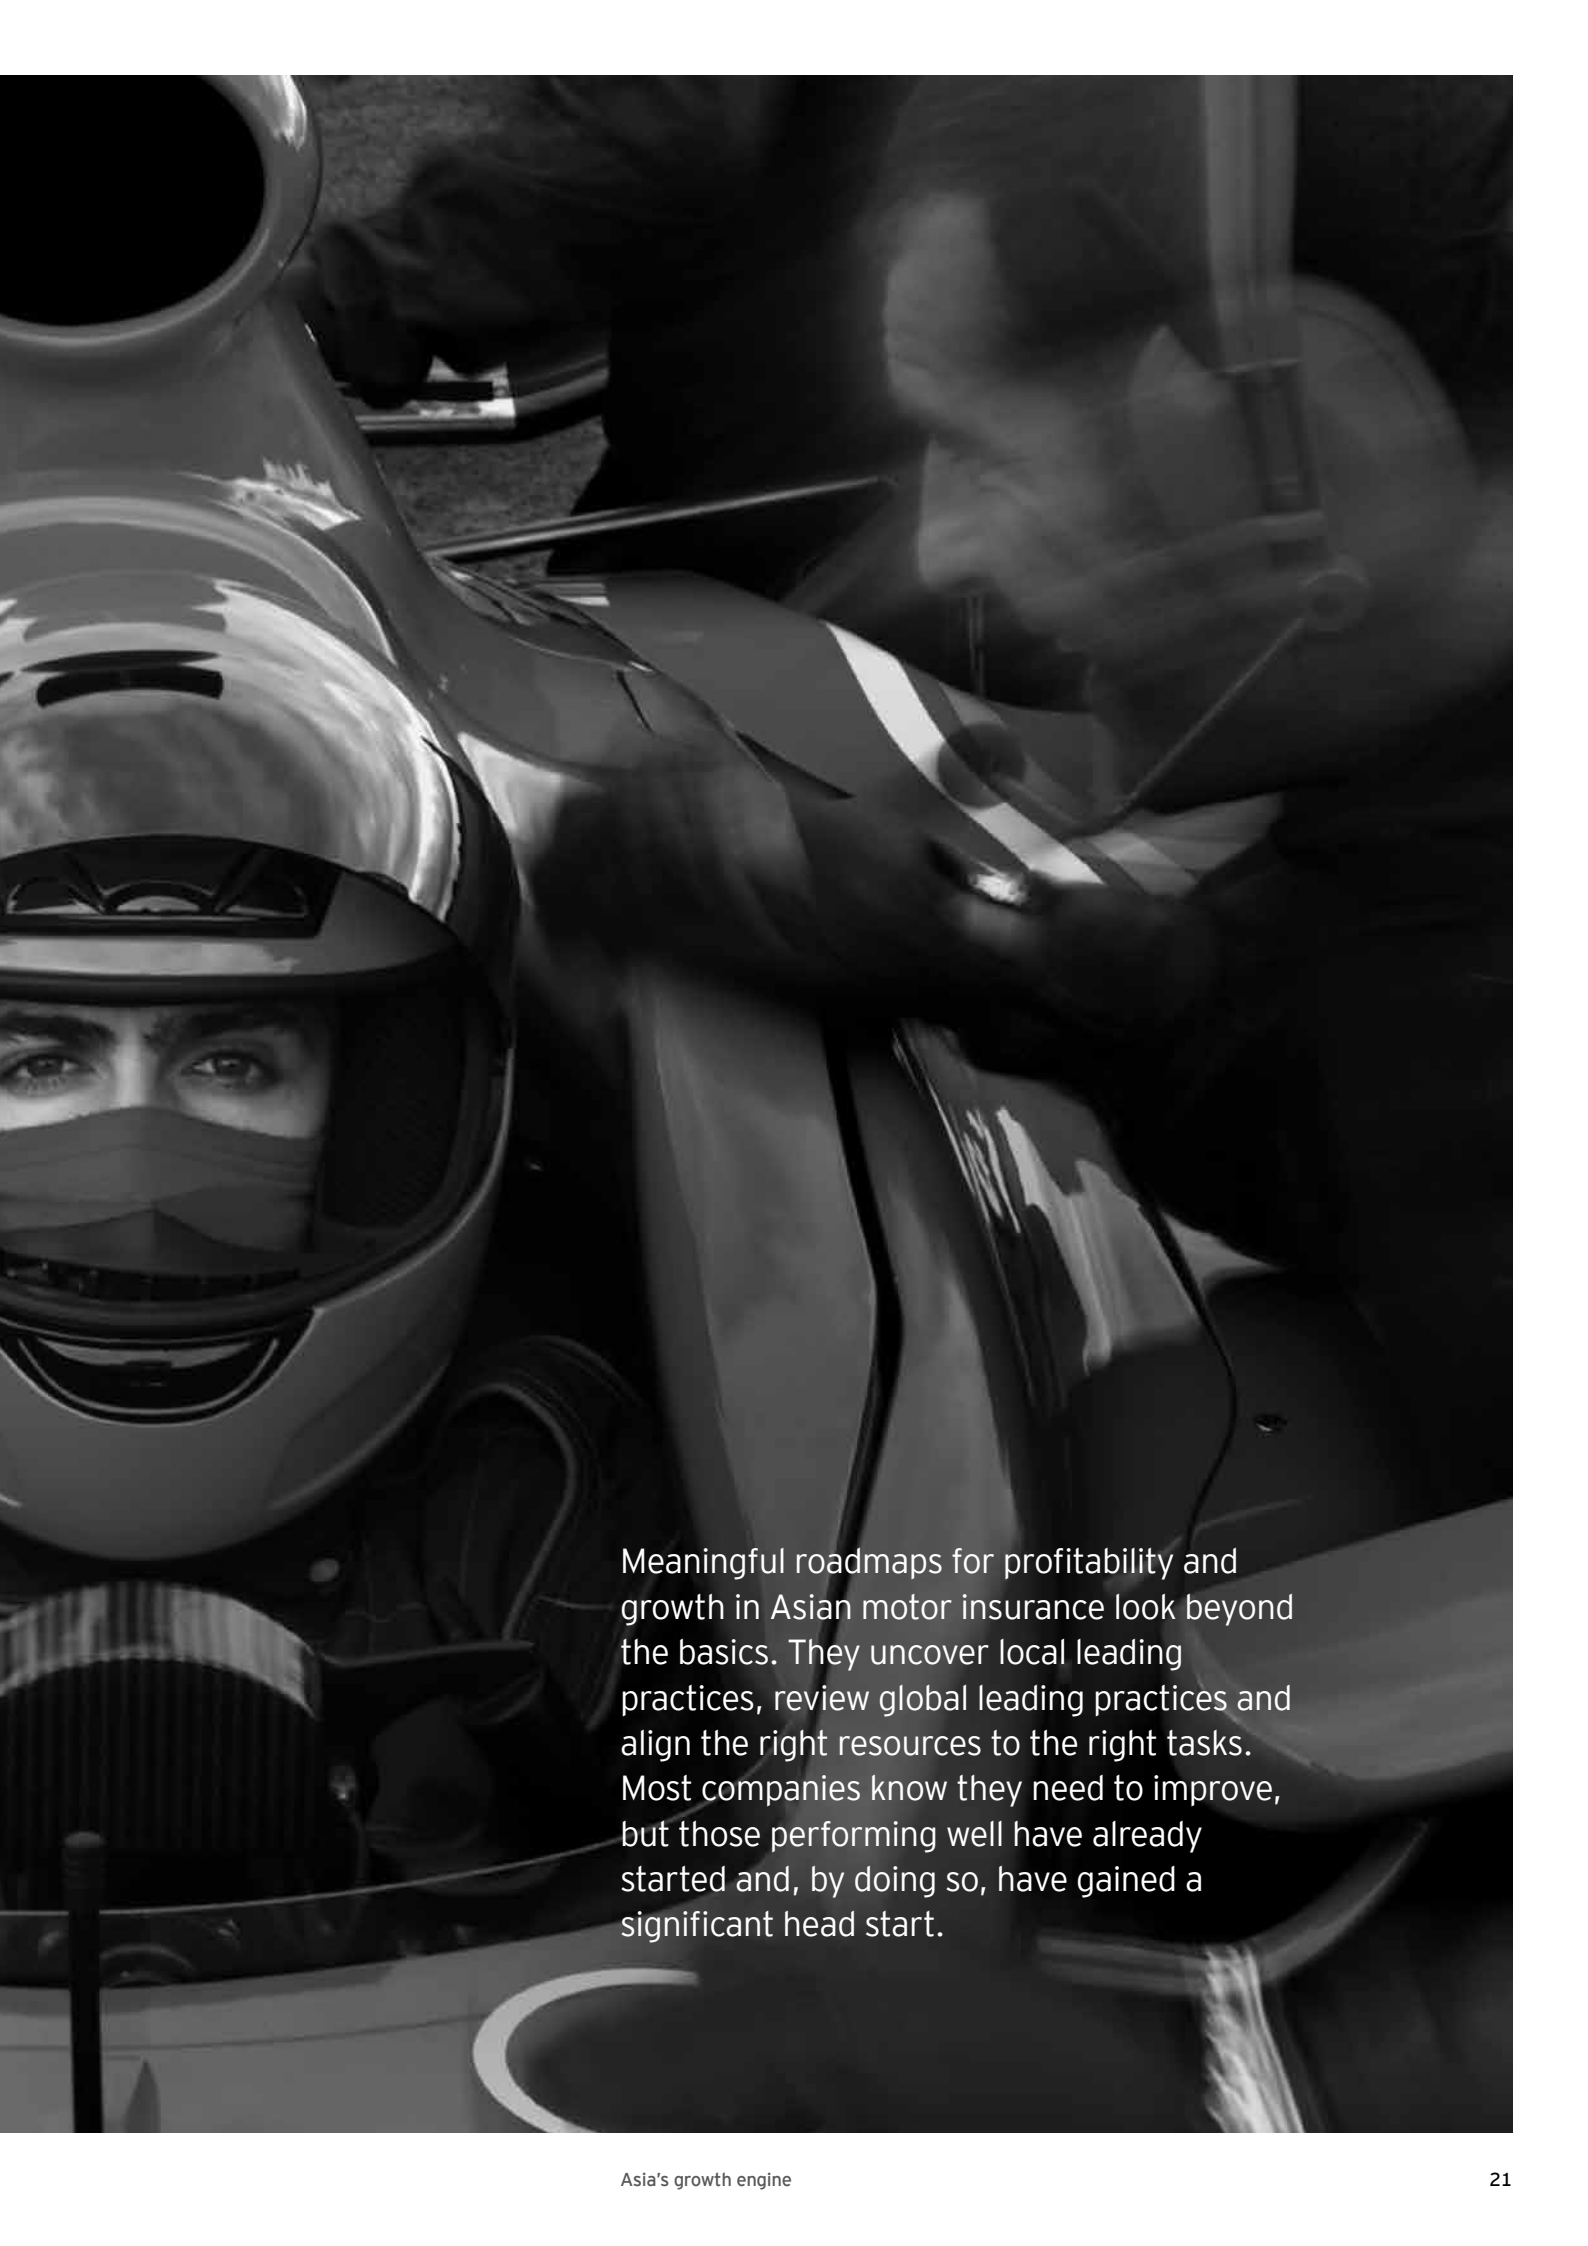 Meaningful roadmaps for profitability and
growth in Asian motor insurance look beyond
the basics. They uncover local leading
practices, review global leading practices and
align the right resources to the right tasks.
Most companies know they need to improve,
but those performing well have already
started and, by doing so, have gained a
significant head start.
Asia’s growth engine
21